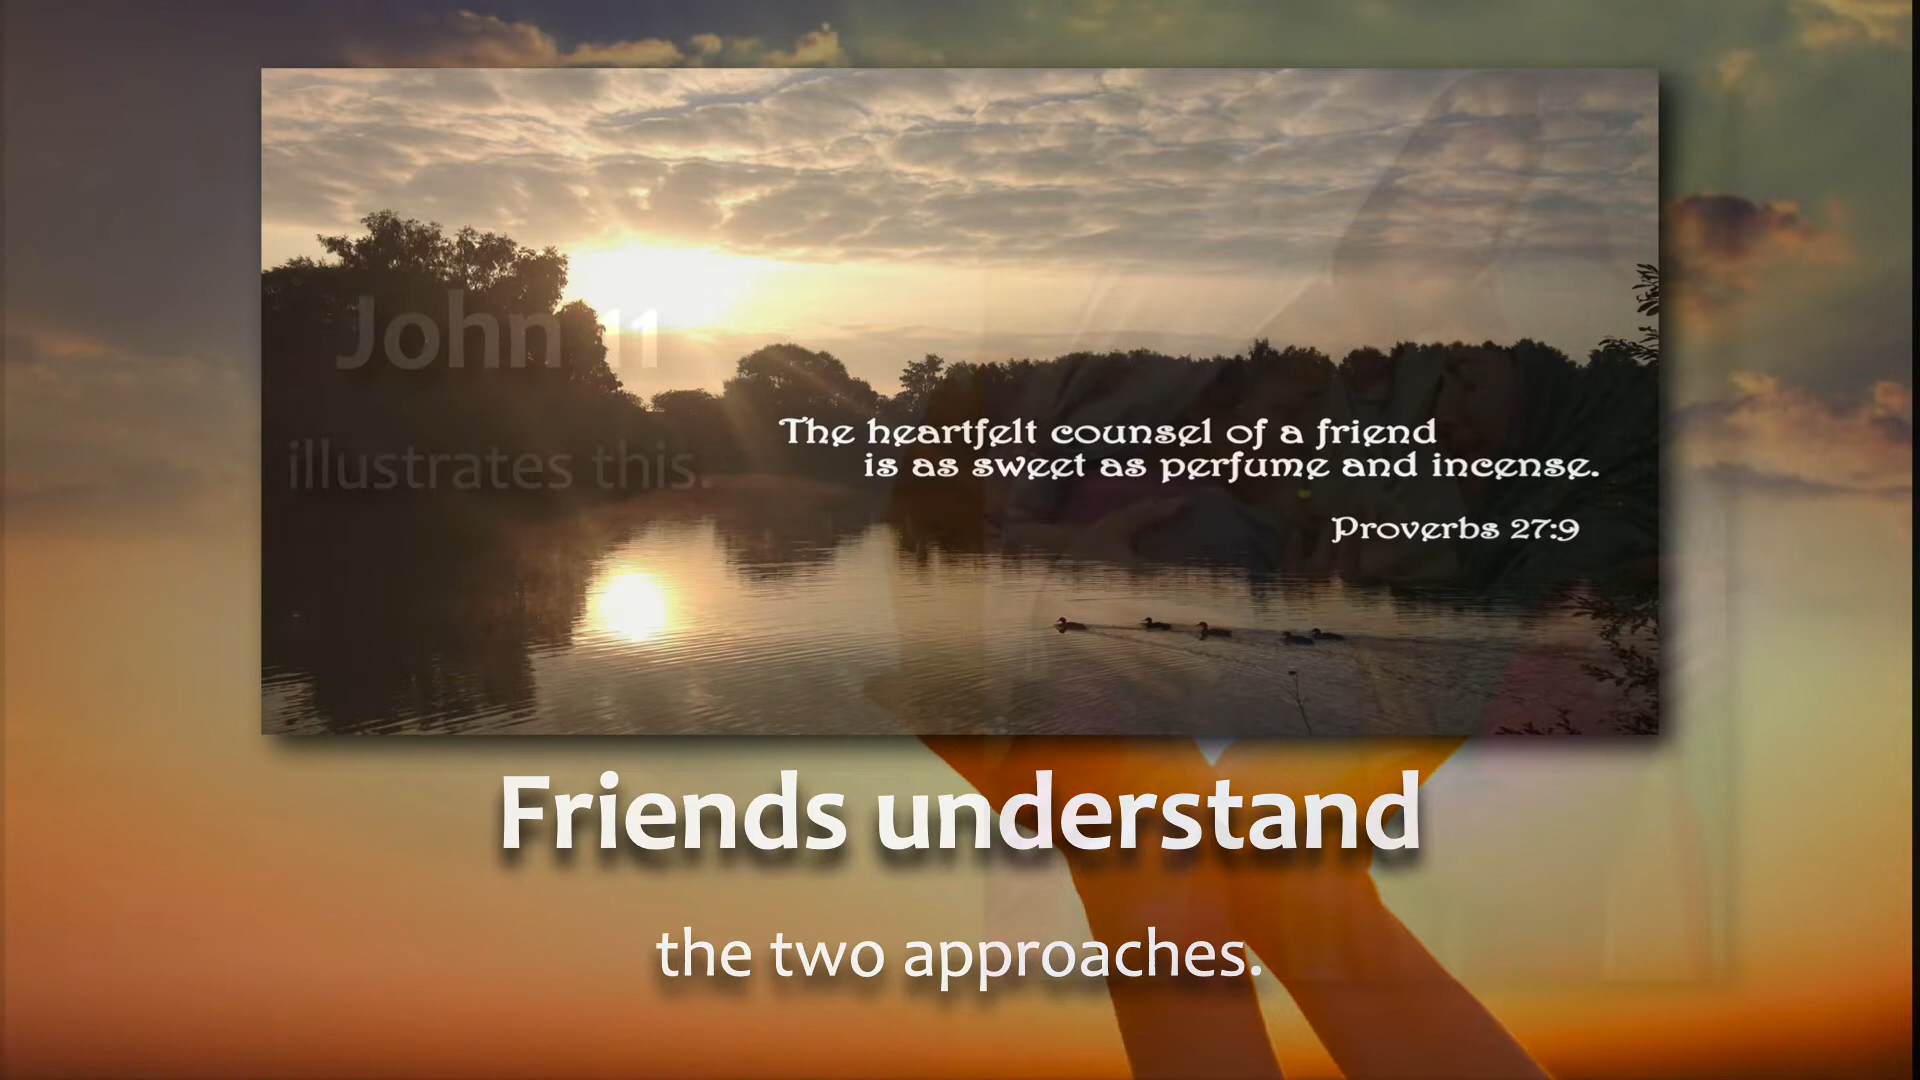 John 11
illustrates this.
The heartfelt counsel of a friend
is as sweet as perfume and incense.
Proverbs 27:9
Friends understand
the two approaches.